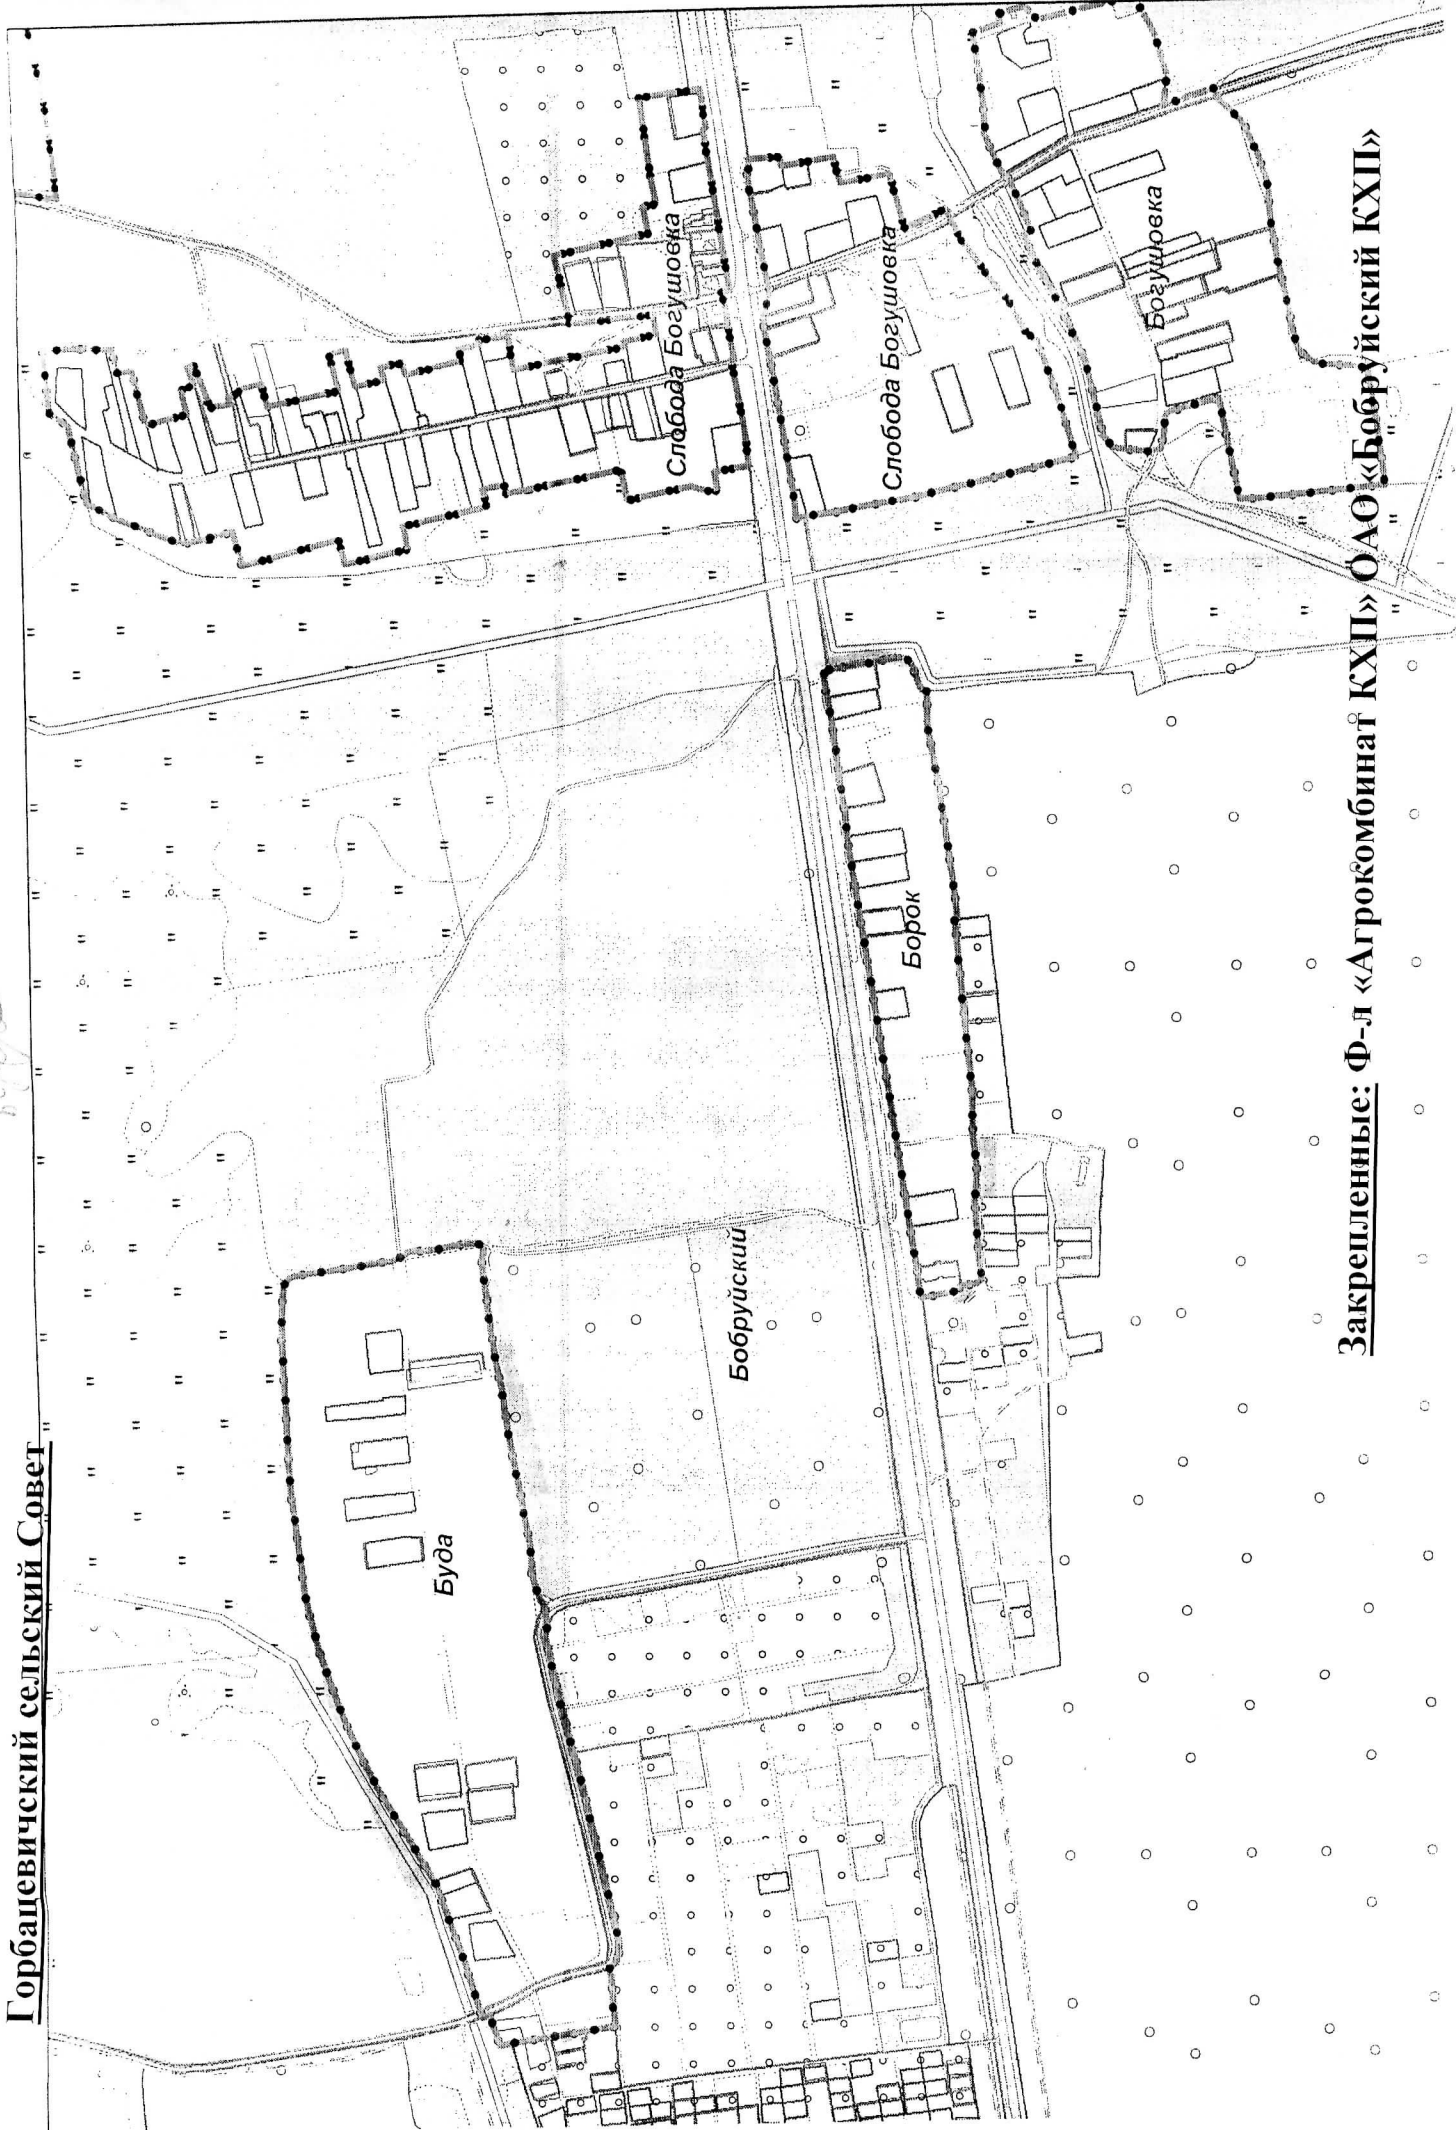 Горбацевичский сельский Совет
Слобода Богушовка
Слобода Богушовка
Богушовка
Борок
Буда
Бобруйский
Закрепленные: Ф-л «Агрокомбинат КХП» ОАО «Бобруйский КХП»